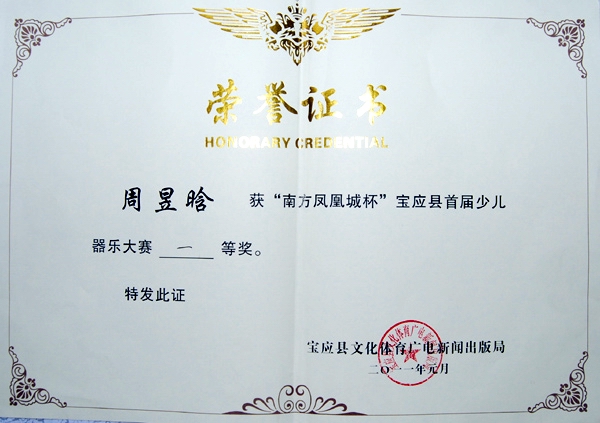 荣誉证书
HONORARY CREDENTIAL
周昱晗 获“南方凤凰城杯”宝应县首届少儿
器乐大赛 一 等奖。
特发此证
宝应县文化体育广电新闻出版局
二〇一一年元月